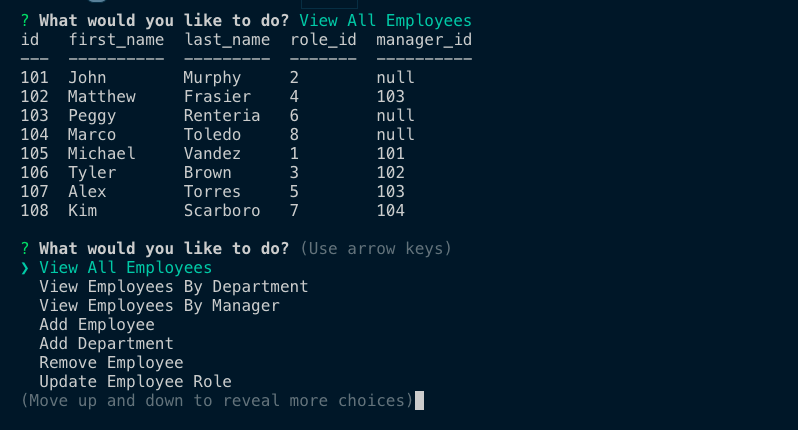 ? What would you like to do? View All Employees
id   first_name  last_name  role_id  manager_id
---  ----------  ---------  -------  ----------
101  John        Murphy     2        null
102  Matthew     Frasier    4        103
103  Peggy       Renteria   6        null
104  Marco       Toledo     8        null
105  Michael     Vandez     1        101
106  Tyler       Brown      3        102
107  Alex        Torres     5        103
108  Kim         Scarboro   7        104
? What would you like to do? (Use arrow keys)
❯ View All Employees
  View Employees By Department
  View Employees By Manager
  Add Employee
  Add Department
  Remove Employee
  Update Employee Role
(Move up and down to reveal more choices)